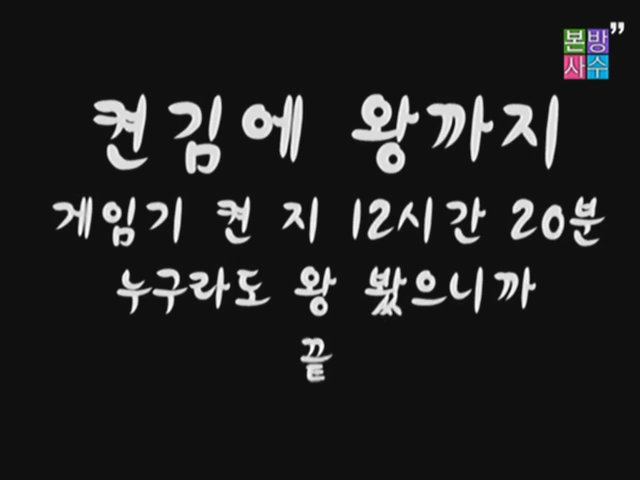 본방
사수"
켠김에 왕까지
게임기 켠 지 12시간 20분
누구라도 왕 봤으니까
끝